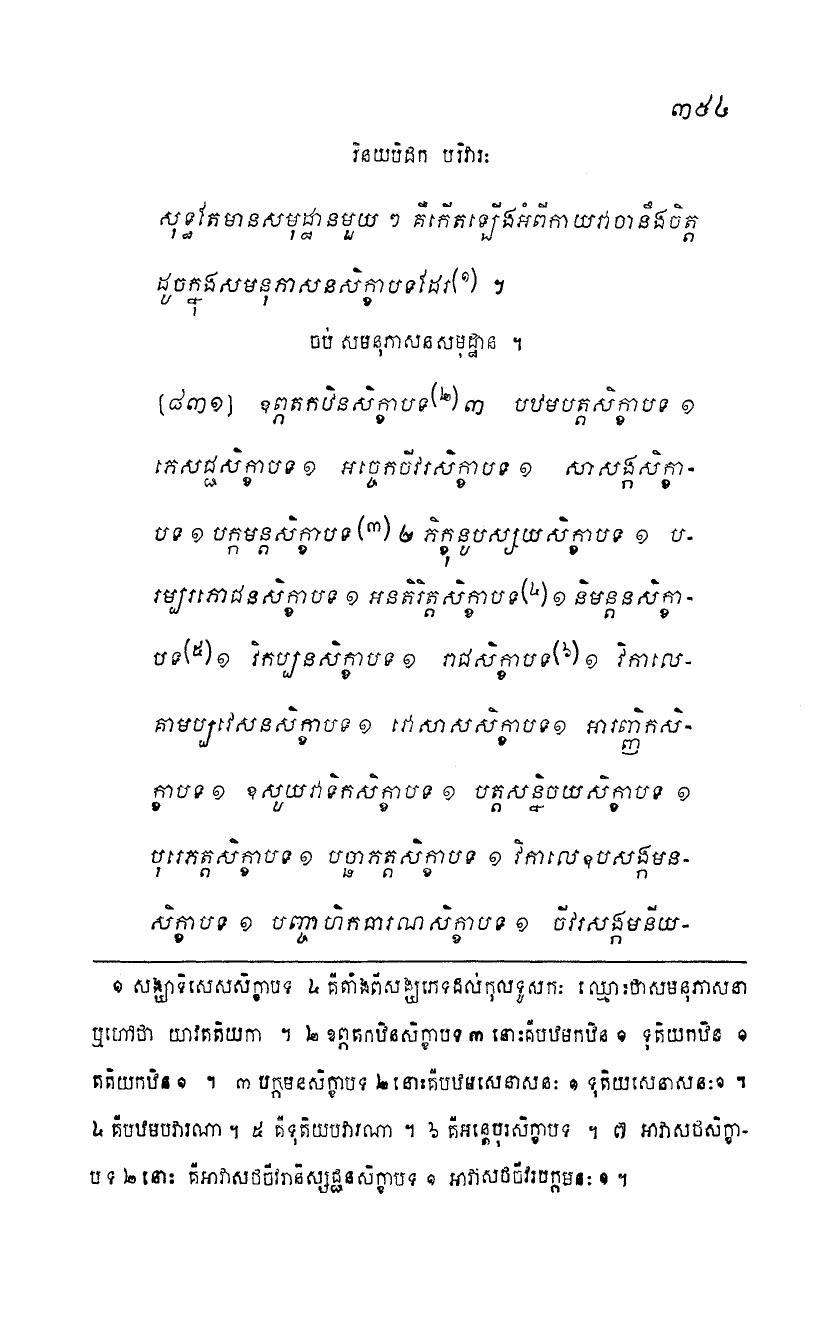 ៣៩៤
វិនយបិដក បរិវារៈ
សុទ្ធតែមានសមុដ្ឋានមួយ ៗ គឺកើតឡើងអំពីកាយវាចានឹងចិត្ត
ដូចក្នុងសមនុភាសនសិក្ខាបទដែរ(១) ។
ចប់ សមនុភាសនសមុដ្ឋាន ។
[៨៣១] ឧព្ភតកឋិនសិក្ខាបទ(២) ៣ បឋមបត្តសិក្ខាបទ ១
ភេសជ្ជសិក្ខាបទ ១ អច្ចេកចីវរសិក្ខាបទ ១ សាសង្កសិក្ខា-
បទ ១ បក្កមន្តសិក្ខាបទ(៣) ២ ភិក្ខុនូបស្សយសិក្ខាបទ ១ ប-
រម្បរភោជនសិក្ខាបទ ១ អនតិរិត្តសិក្ខាបទ(៤) ១ និមន្តនសិក្ខា-
បទ(៥) ១ វិកប្បនសិក្ខាបទ ១ រាជសិក្ខាបទ(៦) ១ វិកាលេ-
គាមប្បវេសនសិក្ខាបទ ១ វោសាសសិក្ខាបទ ១ អារញ្ញិកសិ-
ក្ខាបទ ១ ឧសូយវាទិកសិក្ខាបទ ១ បត្តសន្និចយសិក្ខាបទ ១
បុរេភត្តសិក្ខាបទ ១ បច្ឆាភត្តសិក្ខាបទ ១ វិកាលេឧបសង្កមន-
សិក្ខាបទ ១ បញ្ចាហិកធារណសិក្ខាបទ ១ ចីវរសង្កមនីយ-
១ សង្ឃាទិសេសសិក្ខាបទ ៤ គឺតាំងពីសង្ឃភេទដល់កុលទូសកៈ ឈ្មោះថាសមនុភាសនា
ឬហៅថា យាវតតិយកា ។ ២ ឧព្ភតកឋិនសិក្ខាបទ ៣ នោះគឺបឋមកឋិន ១ ទុតិយកឋិន ១
តតិយកឋិន ១ ។ ៣ បក្កមនសិក្ខាបទ ២ នោះគឺបឋមសេនាសនៈ ១ ទុតិយសេនាសនៈ ១ ។
៤ គឺបឋមបវារណា ។ ៥ គឺទុតិយបវារណា ។ ៦ គឺអន្តេបុរសិក្ខាបទ ។ ៧ អាវាសថសិក្ខា-
បទ ២ នោះ គឺអាវាសថចីវរានិស្សដ្ឋនសិក្ខាបទ ១ អាវាសថចីវរបក្កមនៈ ១ ។